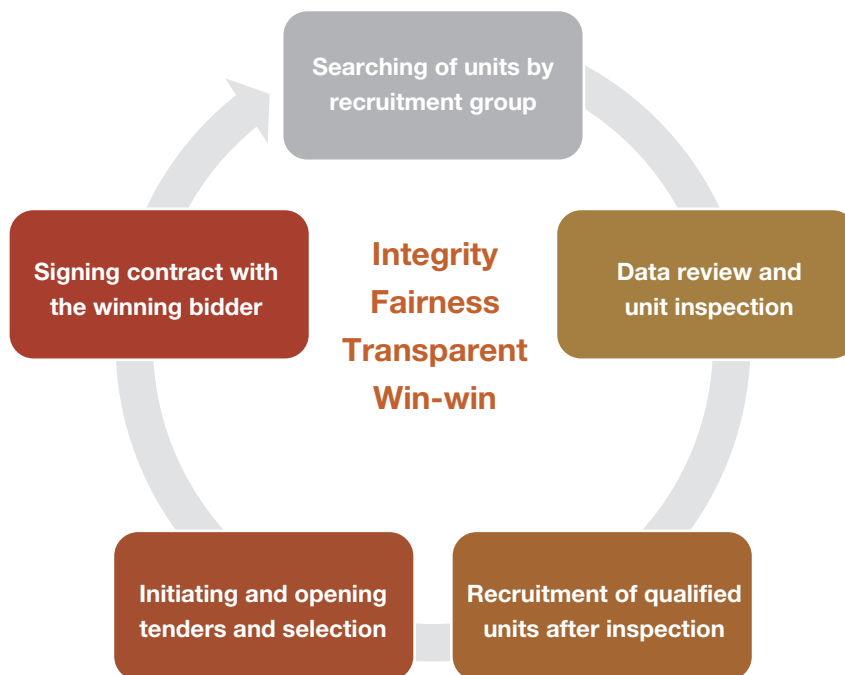 Searching of units by
recruitment group
Data review and
unit inspection
Recruitment of qualified
units after inspection
Initiating and opening
tenders and selection
Signing contract with
the winning bidder
Integrity
Fairness
Transparent
Win-win